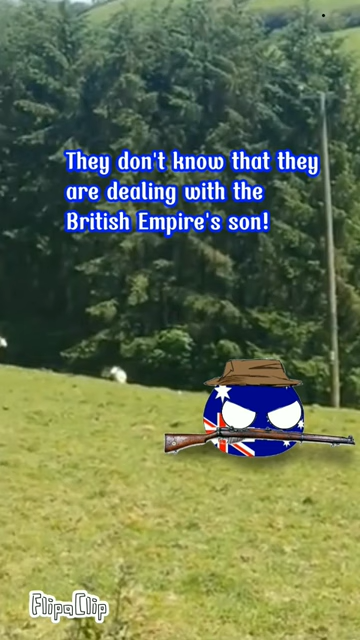 They don't know that they
are dealing with the
British Empire's son!
FlipaClip